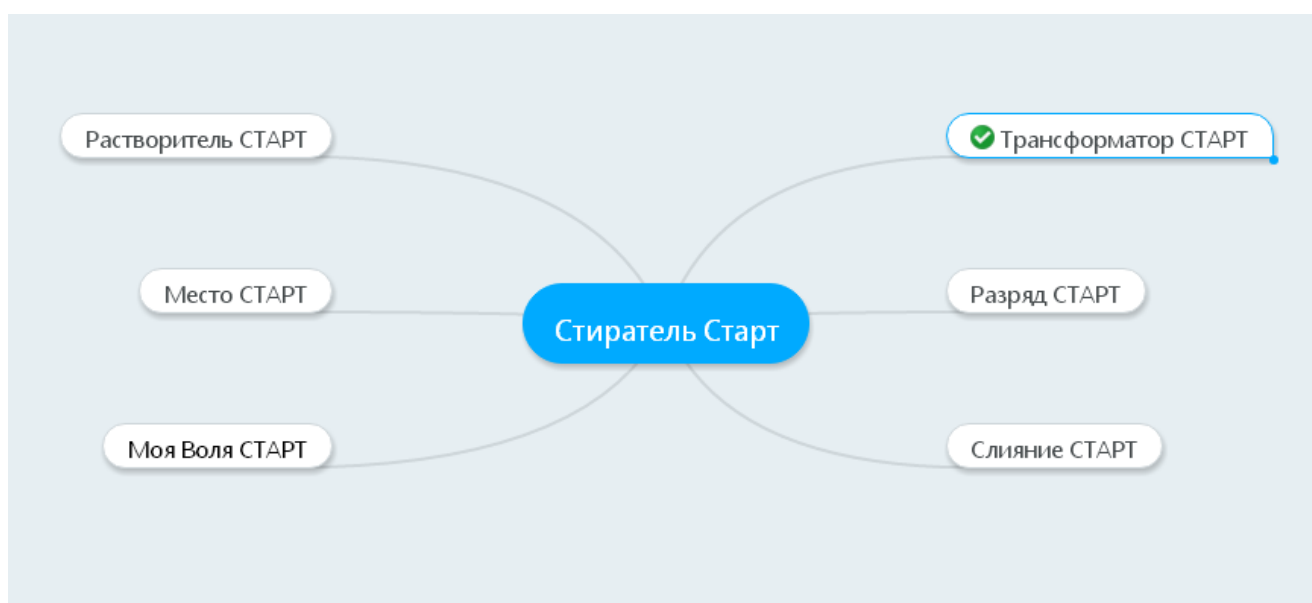 Растворитель СТАРТ
Трансформатор СТАРТ
Место СТАРТ
Разряд СТАРТ
Стиратель Старт
Моя Воля СТАРТ
Слияние СТАРТ